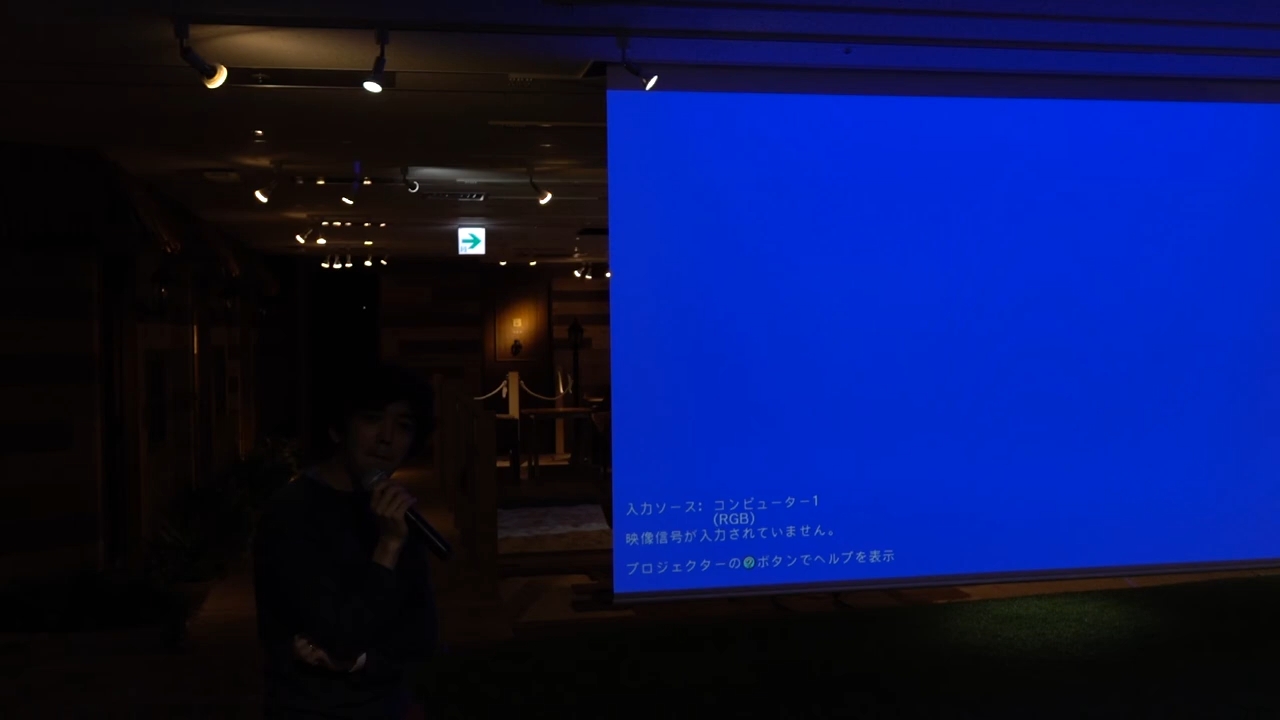 入力ソース: コンピューター1
(RGB)
映像信号が入力されていません。
プロジェクターの?ボタンでヘルプを表示